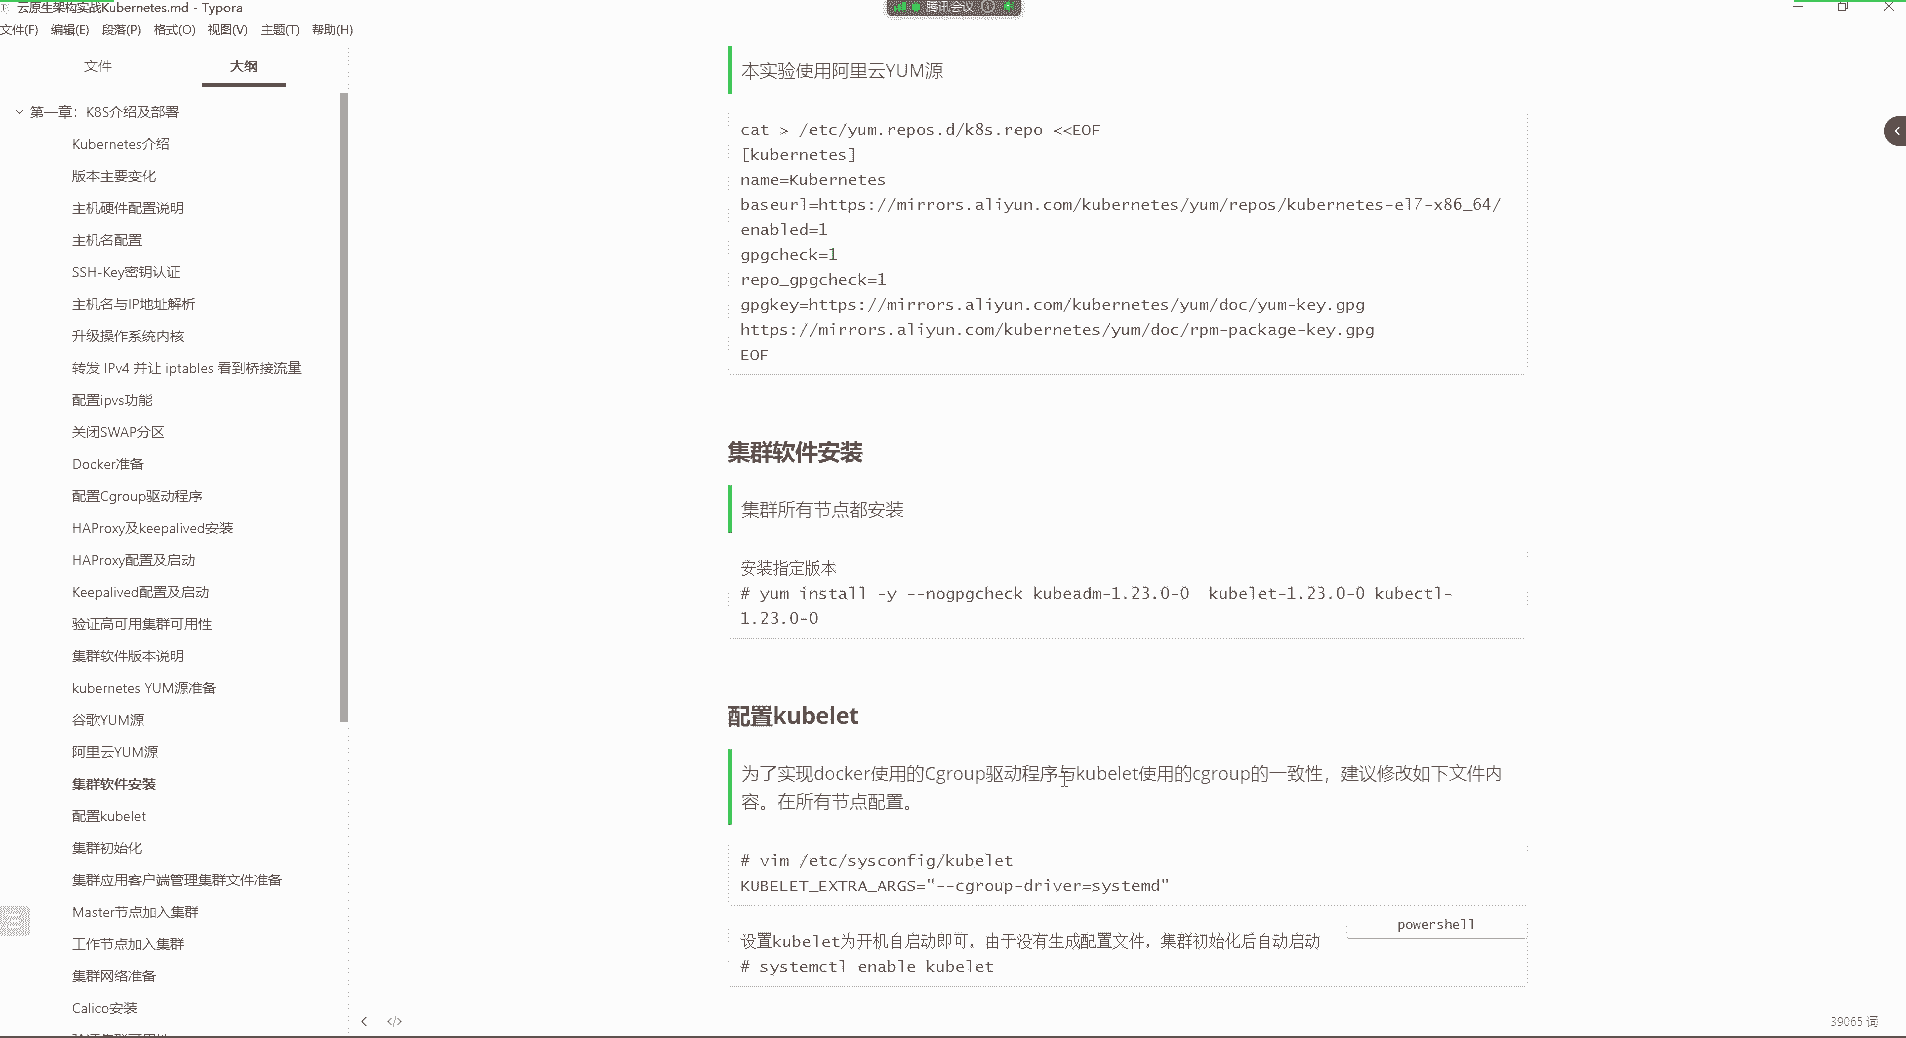 云原生架构实战Kubernetes.md - Typora
腾讯会议
文件(F) 编辑(E) 段落(P) 格式(O) 视图(V) 主题(T) 帮助(H)
文件
大纲
第一章：K8S介绍及部署
Kubernetes介绍
版本主要变化
主机硬件配置说明
主机名配置
SSH-Key密钥认证
主机名与IP地址解析
升级操作系统内核
转发 IPv4 并让 iptables 看到桥接流量
配置ipvs功能
关闭SWAP分区
Docker准备
配置Cgroup驱动程序
HAProxy及keepalived安装
HAProxy配置及启动
Keepalived配置及启动
验证高可用集群可用性
集群软件版本说明
kubernetes YUM源准备
谷歌YUM源
阿里云YUM源
集群软件安装
配置kubelet
集群初始化
集群应用客户端管理集群文件准备
Master节点加入集群
工作节点加入集群
集群网络准备
Calico安装
本实验使用阿里云YUM源
cat > /etc/yum.repos.d/k8s.repo <<EOF
[kubernetes]
name=Kubernetes
baseurl=https://mirrors.aliyun.com/kubernetes/yum/repos/kubernetes-el7-x86_64/
enabled=1
gpgcheck=1
repo_gpgcheck=1
gpgkey=https://mirrors.aliyun.com/kubernetes/yum/doc/yum-key.gpg
https://mirrors.aliyun.com/kubernetes/yum/doc/rpm-package-key.gpg
EOF
集群软件安装
集群所有节点都安装
安装指定版本
# yum install -y --nogpgcheck kubeadm-1.23.0-0  kubelet-1.23.0-0 kubectl-
1.23.0-0
配置kubelet
为了实现docker使用的Cgroup驱动程序与kubelet使用的cgroup的一致性，建议修改如下文件内
容。在所有节点配置。
# vim /etc/sysconfig/kubelet
KUBELET_EXTRA_ARGS="--cgroup-driver=systemd"
powershell
设置kubelet为开机自启动即可，由于没有生成配置文件，集群初始化后自动启动
# systemctl enable kubelet
39065 词